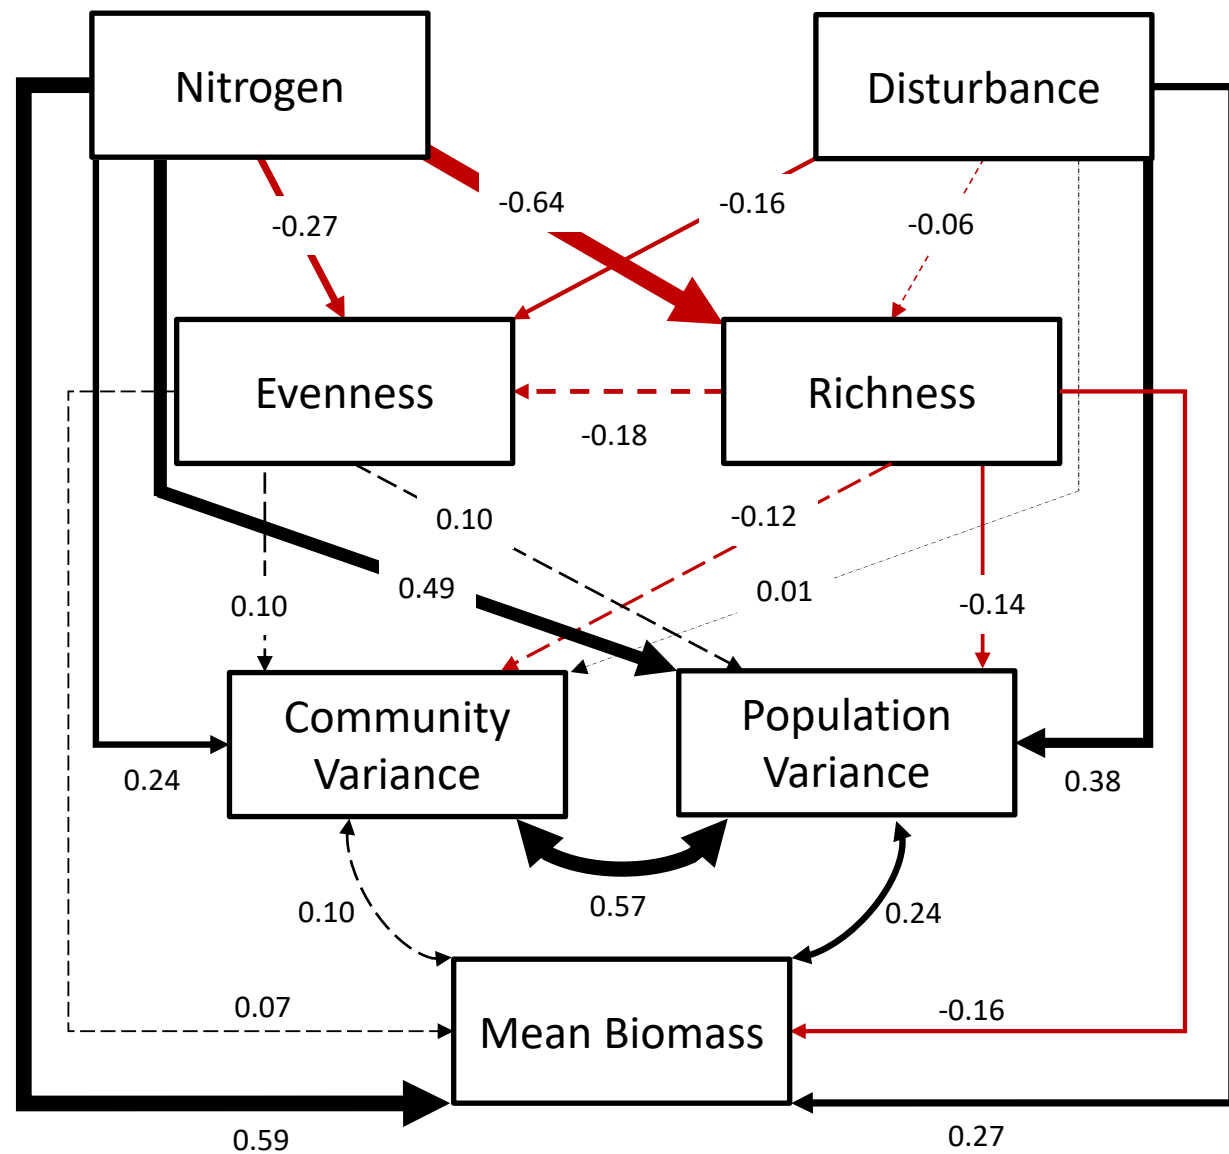 Nitrogen
Disturbance
-0.64
-0.16
-0.27
-0.06
Evenness
Richness
-0.18
0.10
-0.12
0.49
0.01
0.10
-0.14
Community
Variance
Population
Variance
0.24
0.38
0.57
0.10
0.24
0.07
-0.16
Mean Biomass
0.59
0.27